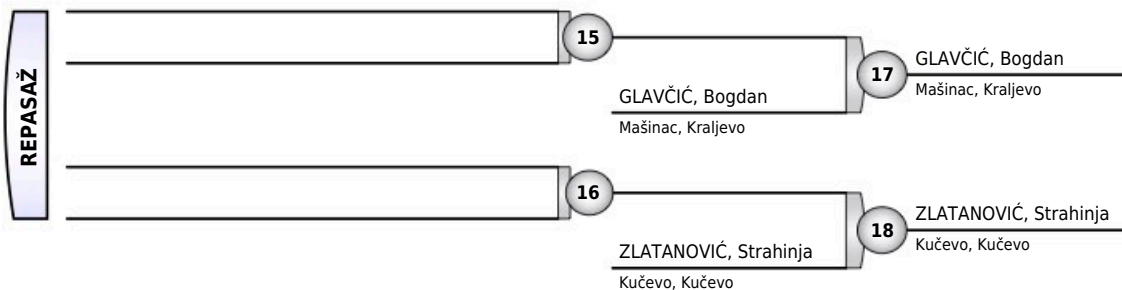 REPASAŽ
15
GLAVČIĆ, Bogdan
Mašinac, Kraljevo
17
GLAVČIĆ, Bogdan
Mašinac, Kraljevo
16
ZLATANOVIĆ, Strahinja
Kučevo, Kučevo
18
ZLATANOVIĆ, Strahinja
Kučevo, Kučevo